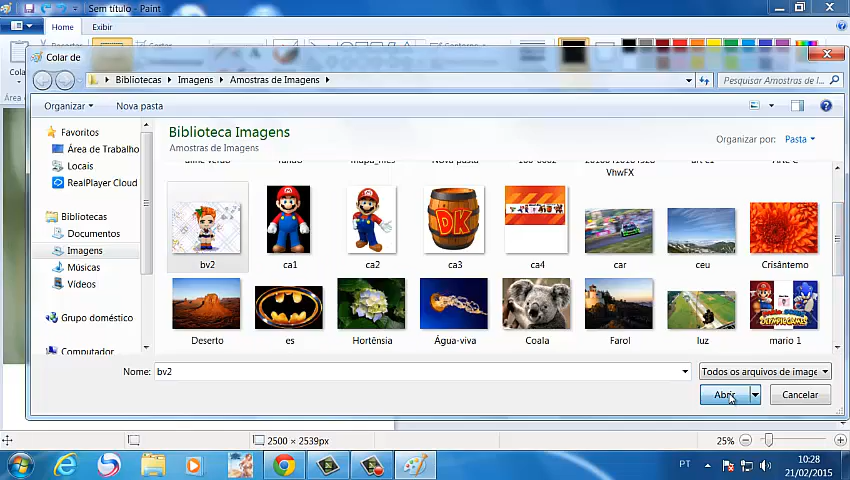 Sem título - Paint
Home Exibir
Colar de
Bibliotecas Imagens Amostras de Imagens
Pesquisar Amostras de I...
Organizar Nova pasta
Favoritos
Área de Trabalho
Locais
RealPlayer Cloud
Bibliotecas
Documentos
Imagens
Músicas
Vídeos
Grupo doméstico
Computador
Biblioteca Imagens
Amostras de Imagens
Organizar por: Pasta
VhwFX
bv2 ca1 ca2 ca3 ca4 car ceu Crisântemo
DK
Deserto es Hortênsia Água-viva Coala Farol luz mario 1
Nome: bv2 Todos os arquivos de image
Abrir Cancelar
2500 × 2539px 25%
PT 10:28
21/02/2015